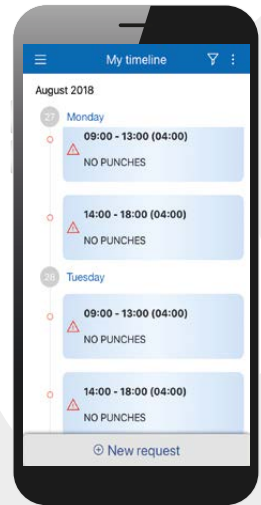 My timeline
August 2018
27 Monday
09:00 - 13:00 (04:00)
NO PUNCHES
14:00 - 18:00 (04:00)
NO PUNCHES
28 Tuesday
09:00 - 13:00 (04:00)
NO PUNCHES
14:00 - 18:00 (04:00)
NO PUNCHES
New request